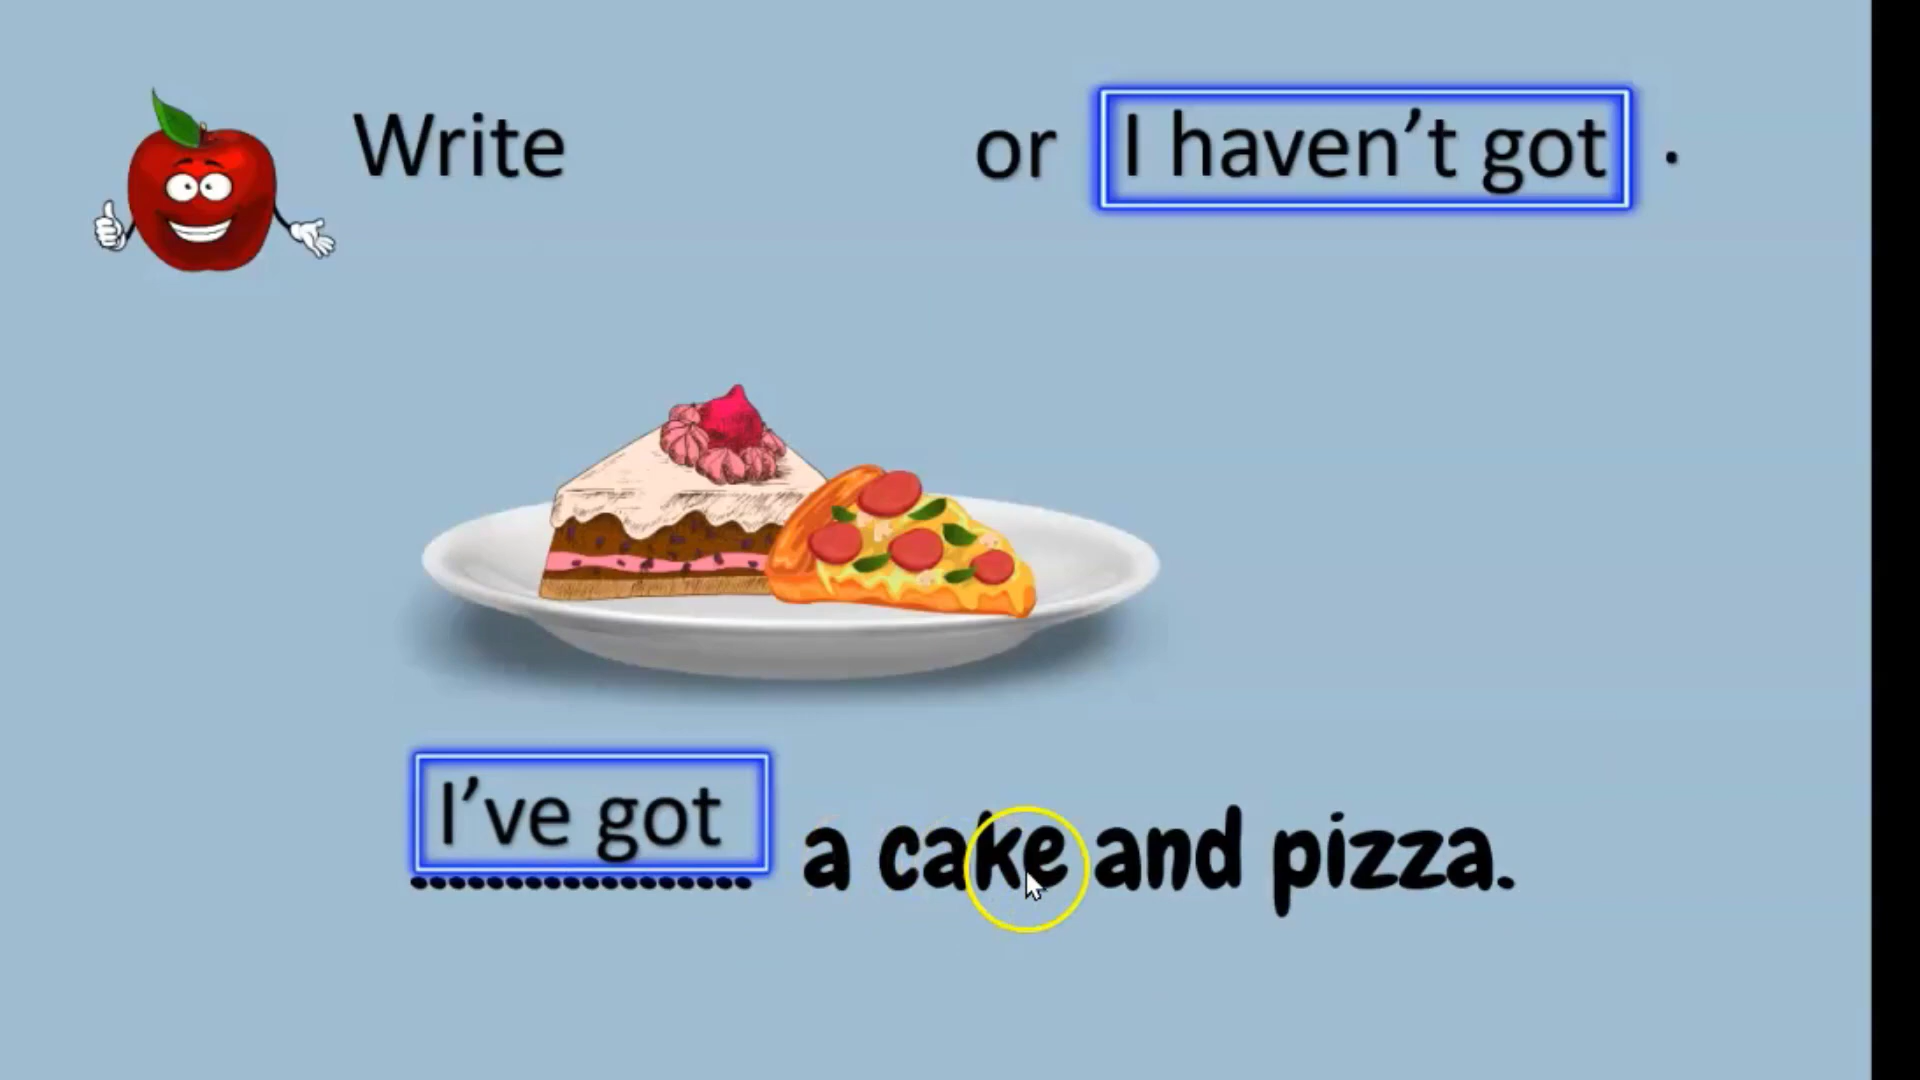 Write or I haven't got .
I've got a cake and pizza.